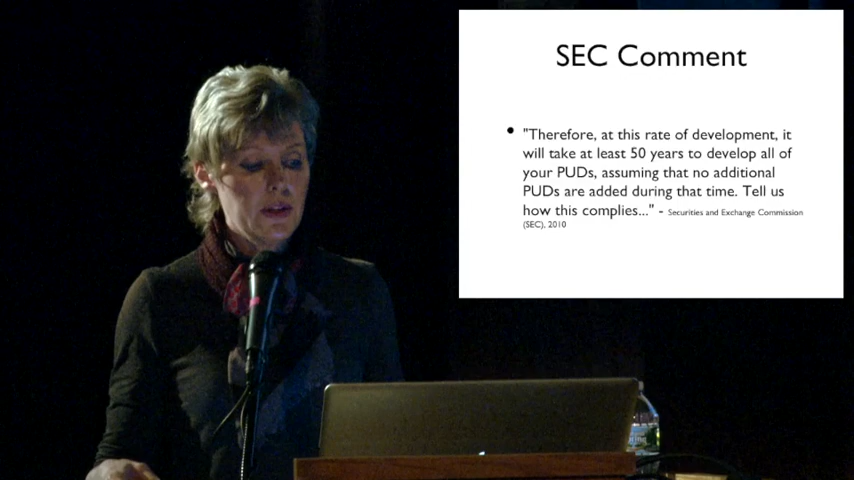 SEC Comment
• "Therefore, at this rate of development, it
will take at least 50 years to develop all of
your PUDs, assuming that no additional
PUDs are added during that time. Tell us
how this complies..." - Securities and Exchange Commission
(SEC), 2010